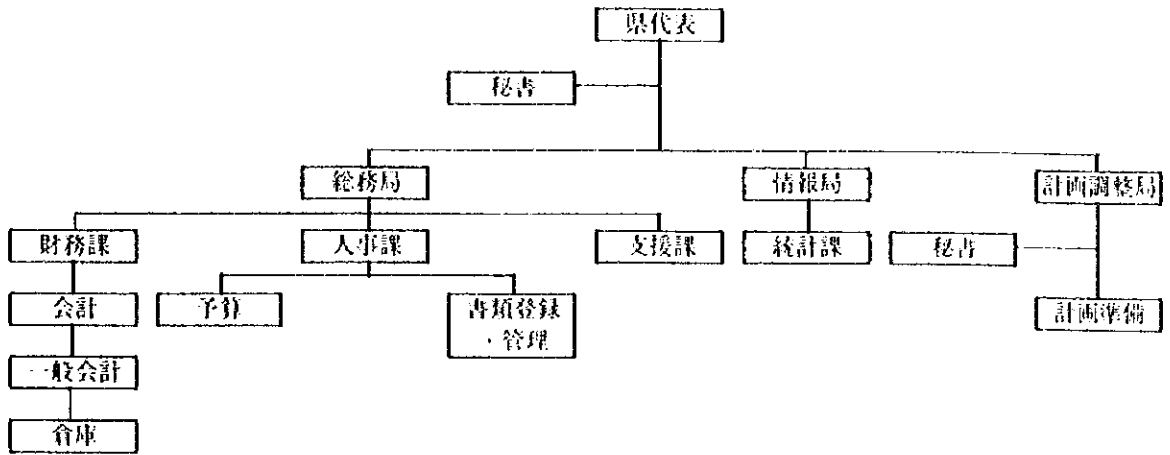 県代表
秘書
総務局
情報局
計画調整局
財務課
人事課
支援課
統計課
秘書
会計
予算
書類登録
・管理
計画準備
一般会計
倉庫